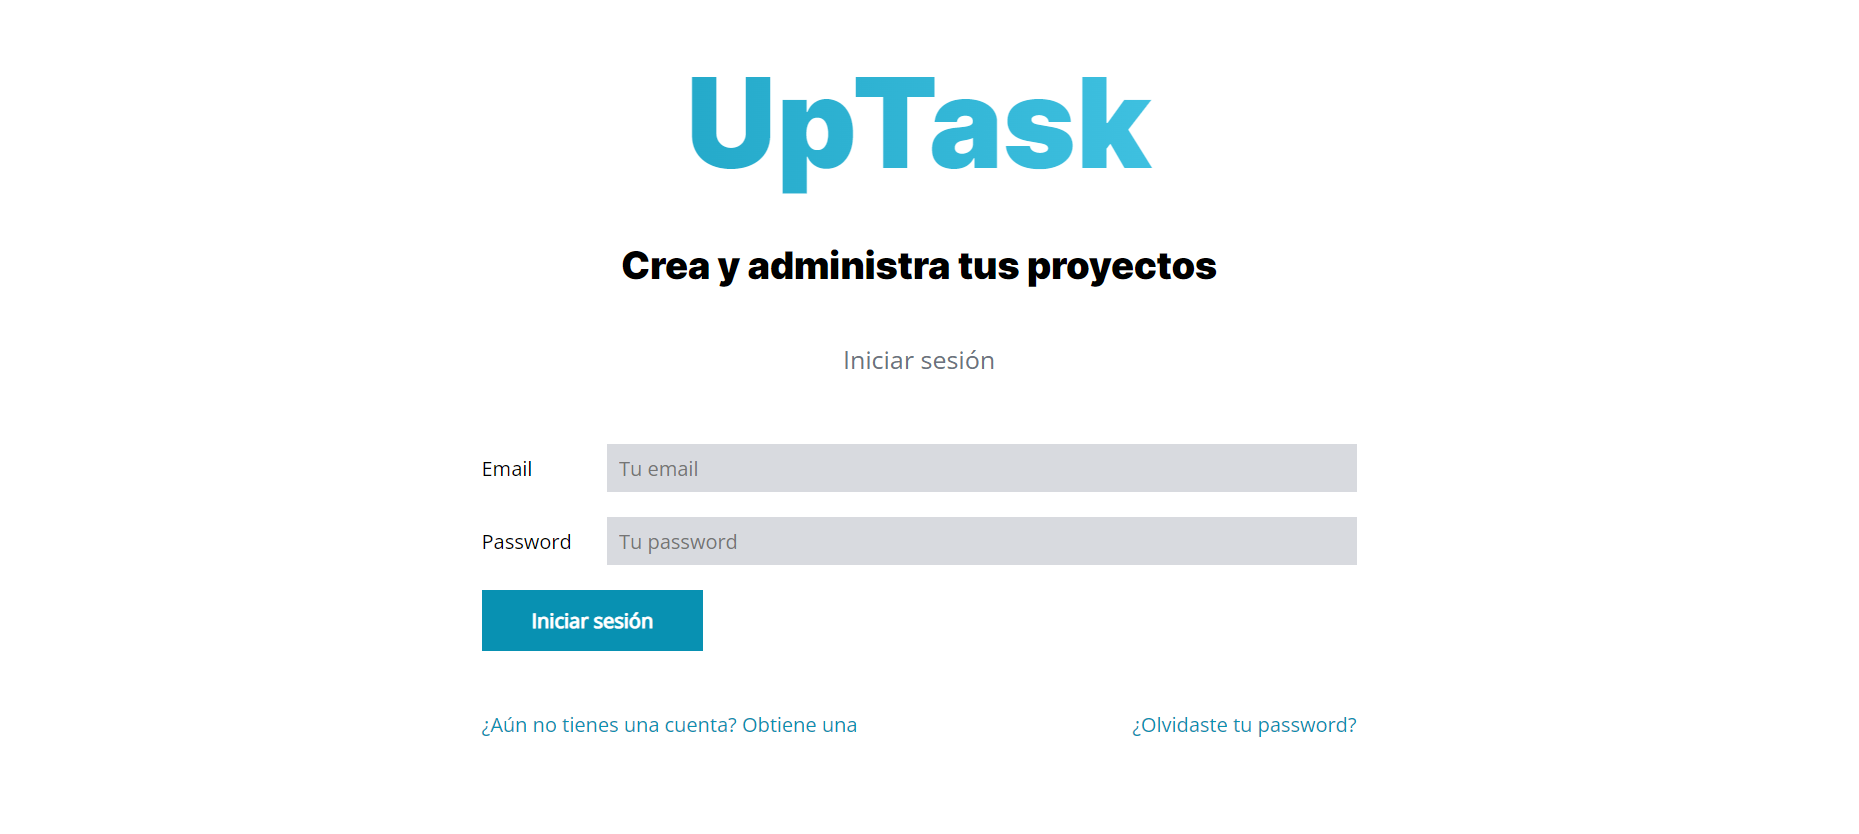 UpTask
Crea y administra tus proyectos
Iniciar sesión
Email
Tu email
Password
Tu password
Iniciar sesión
¿Aún no tienes una cuenta? Obtiene una
¿Olvidaste tu password?